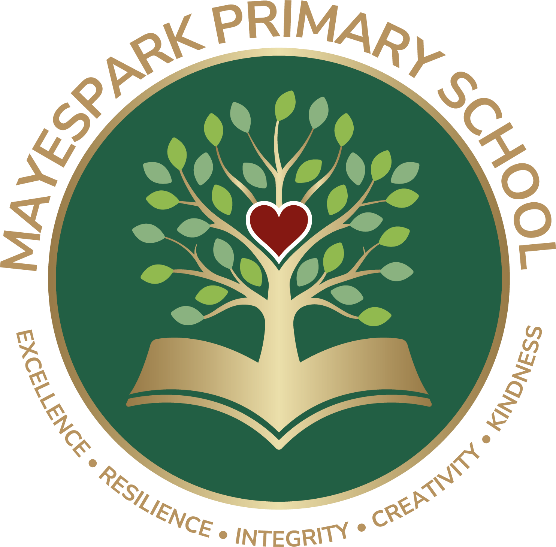 MAYESPARK PRIMARY SCHOOL
EXCELLENCE • RESILIENCE • INTEGRITY • CREATIVITY • KINDNESS